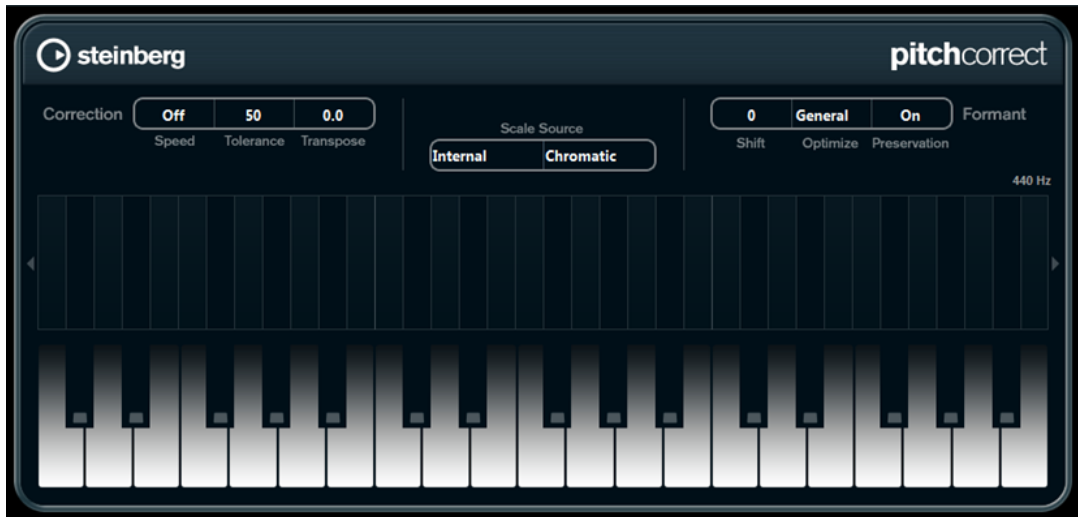 steinberg
pitchcorrect
Correction Off 50 0.0
Speed Tolerance Transpose
Scale Source
Internal Chromatic
0 General On Formant
Shift Optimize Preservation
440 Hz